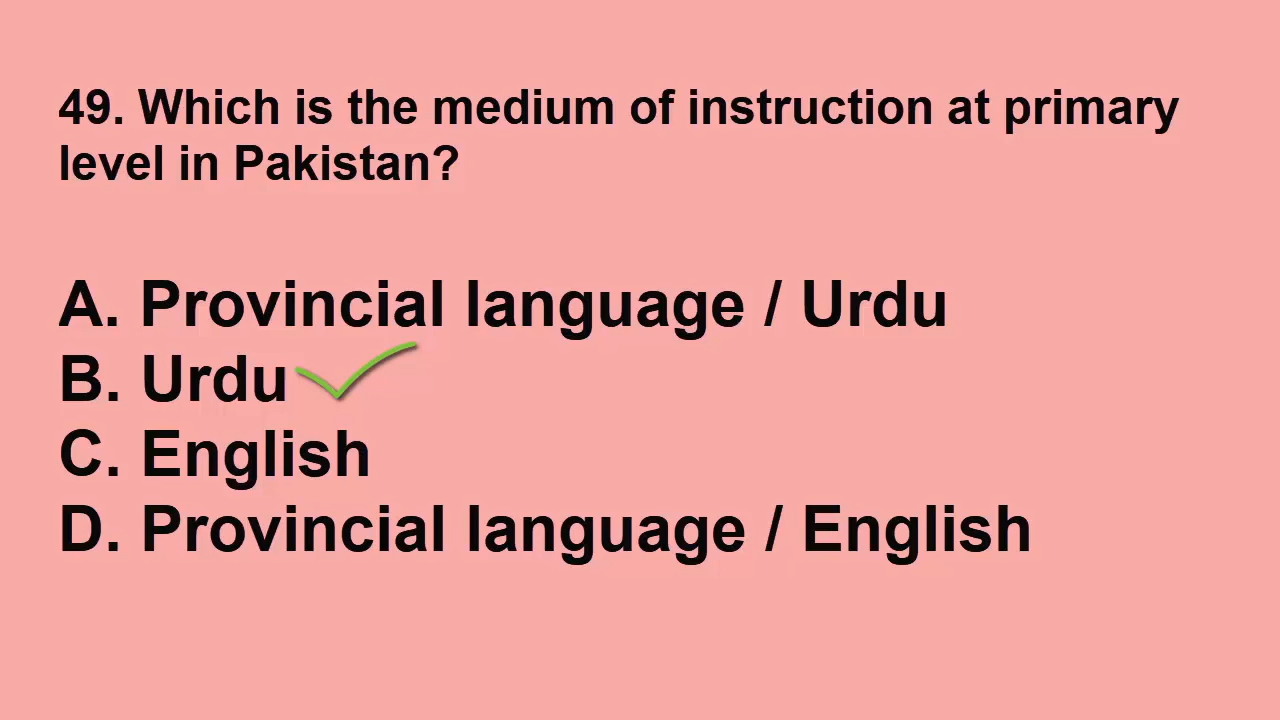 49. Which is the medium of instruction at primary
level in Pakistan?
A. Provincial language / Urdu
B. Urdu
C. English
D. Provincial language / English